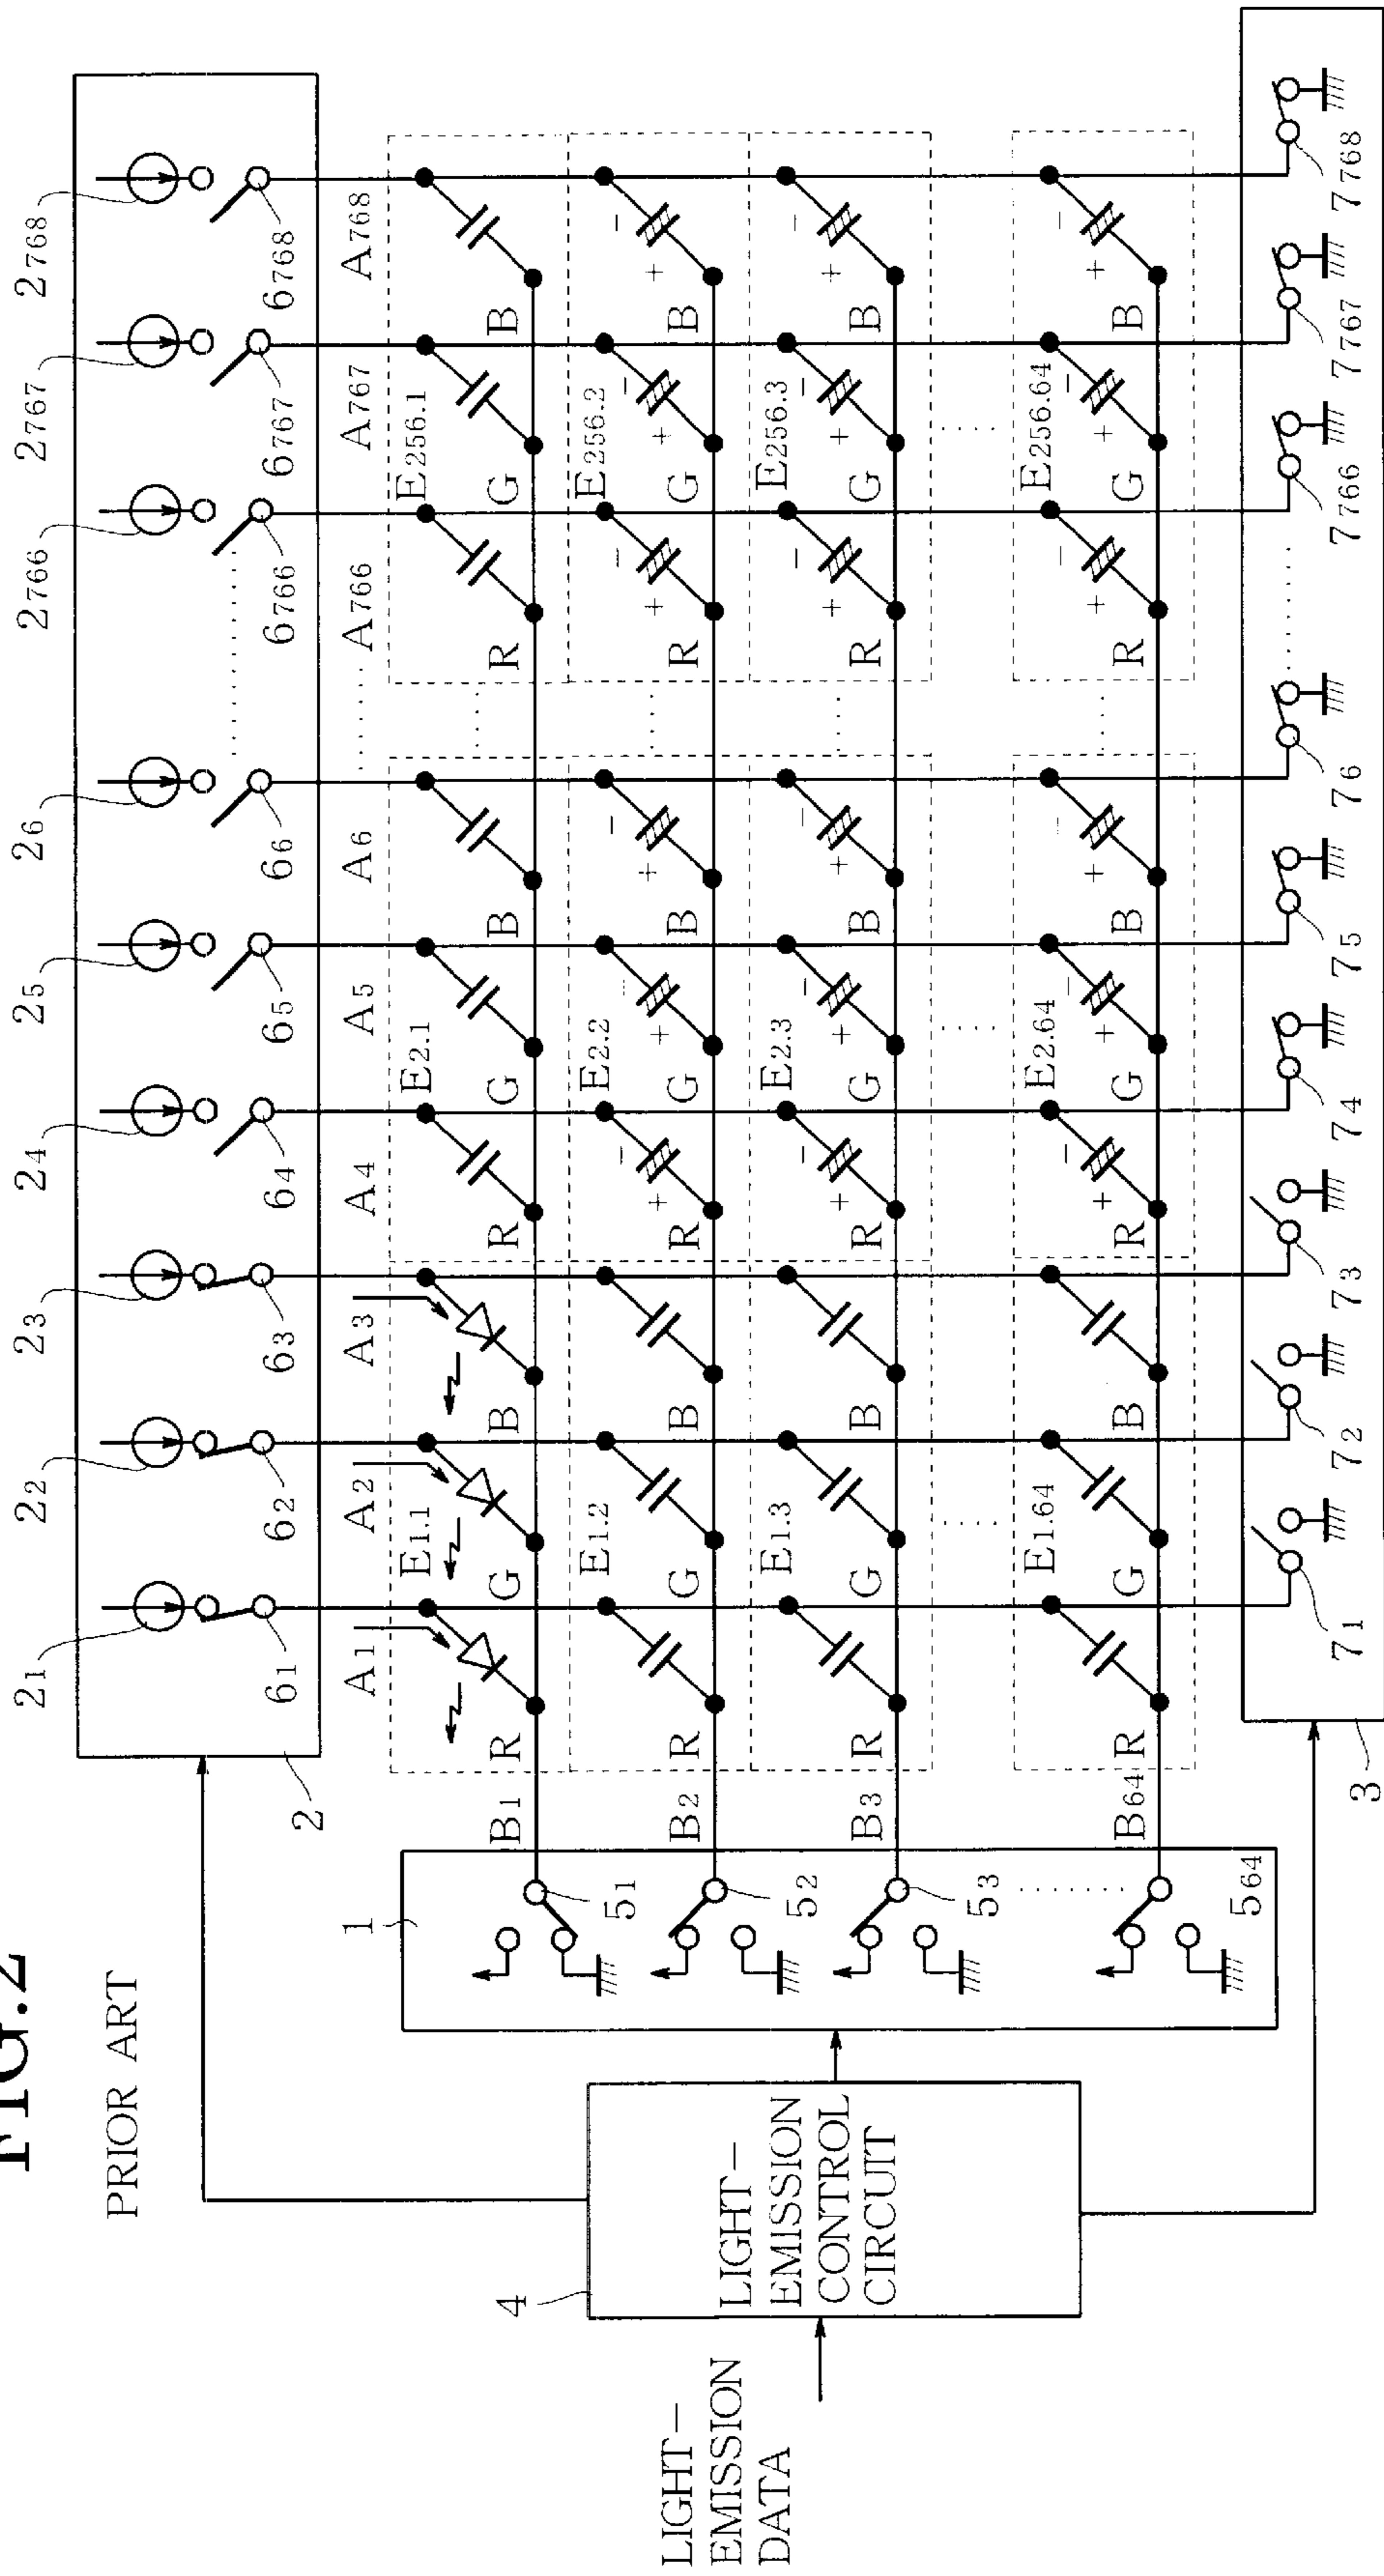 FIG.2
PRIOR ART
2₁ 2₂ 2₃ 2₄ 2₅ 2₆ 2₇₆₆ 2₇₆₇ 2₇₆₈
6₁ 6₂ 6₃ 6₄ 6₅ 6₆ 6₇₆₆ 6₇₆₇ 6₇₆₈
2
A₁ A₂ A₃ A₄ A₅ A₆ A₇₆₆ A₇₆₇ A₇₆₈
1
E₁.₁ E₂.₁ E₂₅₆.₁
B₁ R G B R G B R G B
5₁
E₁.₂ E₂.₂ E₂₅₆.₂
− − − − − −
+ + + + + +
B₂ R G B R G B R G B
5₂
E₁.₃ E₂.₃ E₂₅₆.₃
− − − − − −
+ + + + + +
B₃ R G B R G B R G B
5₃
E₁.₆₄ E₂.₆₄ E₂₅₆.₆₄
− − − − − −
+ + + + + +
B₆₄ R G B R G B R G B
5₆₄
7₁ 7₂ 7₃ 7₄ 7₅ 7₆ 7₇₆₆ 7₇₆₇ 7₇₆₈
3
4
LIGHT−
EMISSION
CONTROL
CIRCUIT
LIGHT−
EMISSION
DATA